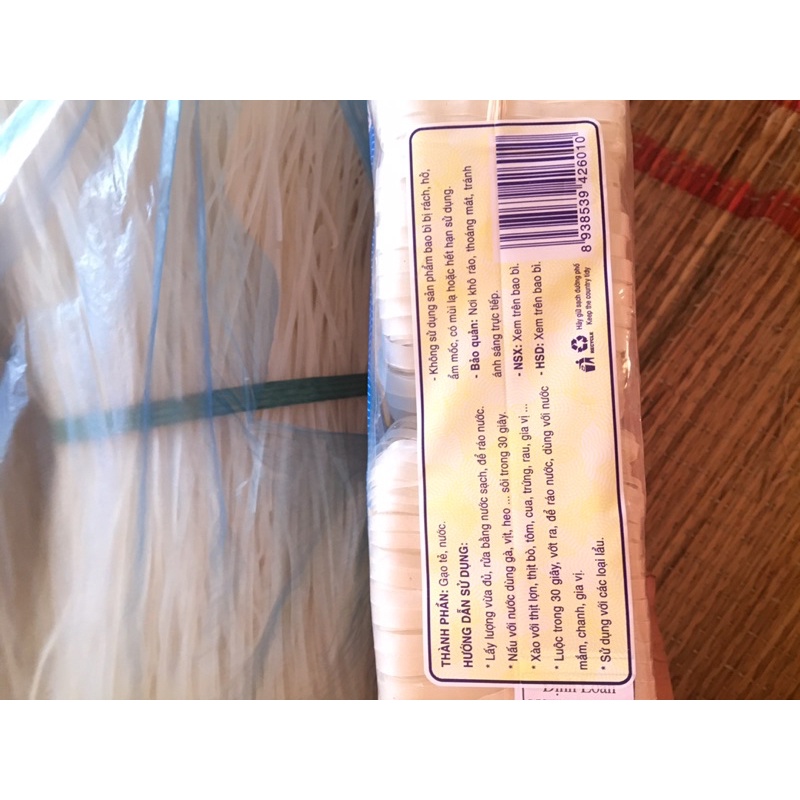 THÀNH PHẦN: Gạo tẻ, nước.
HƯỚNG DẪN SỬ DỤNG:
* Lấy lượng vừa đủ, rửa bằng nước sạch, để ráo nước.
* Nấu với nước dùng gà, vịt, heo ... sôi trong 30 giây.
* Xào với thịt lợn, thịt bò, tôm, cua, trứng, rau, gia vị ...
* Luộc trong 30 giây, vớt ra, để ráo nước, dùng với nước
mắm, chanh, gia vị.
* Sử dụng với các loại lẩu.
- Không sử dụng sản phẩm bao bì bị rách, hở,
ẩm mốc, có mùi lạ hoặc hết hạn sử dụng.
- Bảo quản: Nơi khô ráo, thoáng mát, tránh
ánh sáng trực tiếp.
- NSX: Xem trên bao bì.
- HSD: Xem trên bao bì.
RECYCLE
Hãy giữ sạch đường phố
Keep the country tidy
8 938539 426010